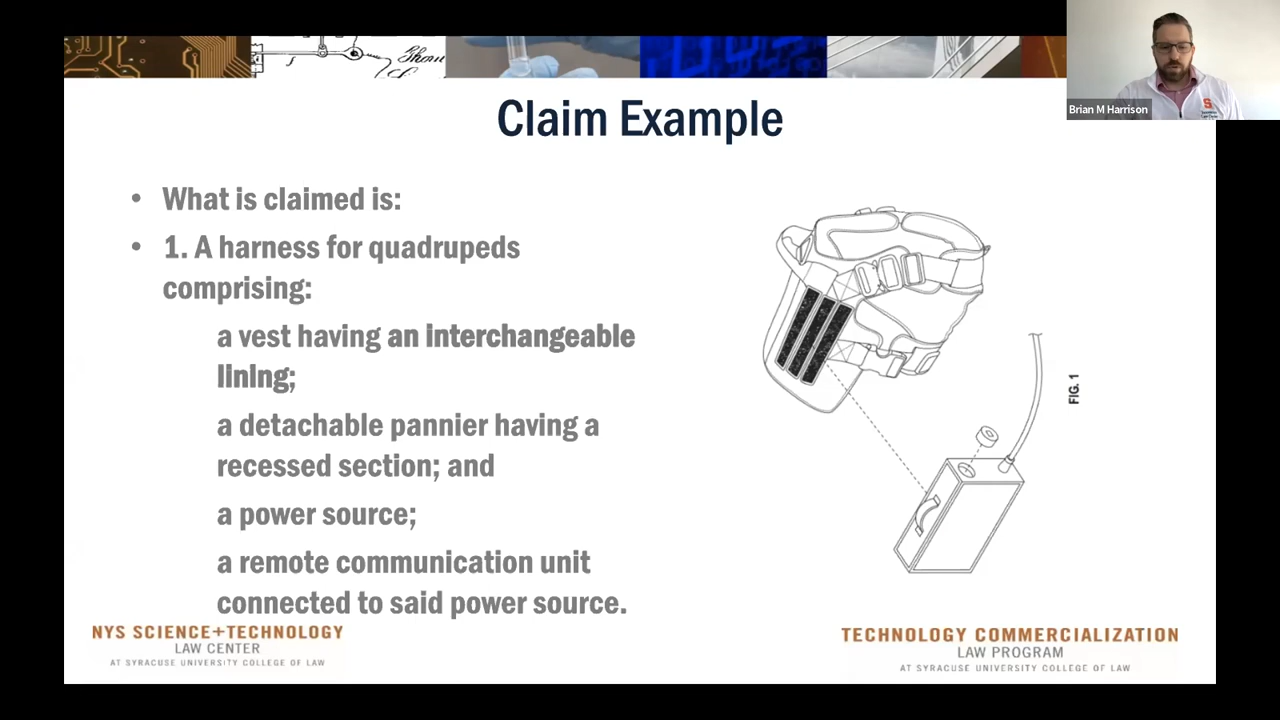 Claim Example
Brian M Harrison
• What is claimed is:
• 1. A harness for quadrupeds
comprising:
a vest having an interchangeable
lining;
a detachable pannier having a
recessed section; and
a power source;
a remote communication unit
connected to said power source.
FIG. 1
NYS SCIENCE+TECHNOLOGY
LAW CENTER
AT SYRACUSE UNIVERSITY COLLEGE OF LAW
TECHNOLOGY COMMERCIALIZATION
LAW PROGRAM
AT SYRACUSE UNIVERSITY COLLEGE OF LAW